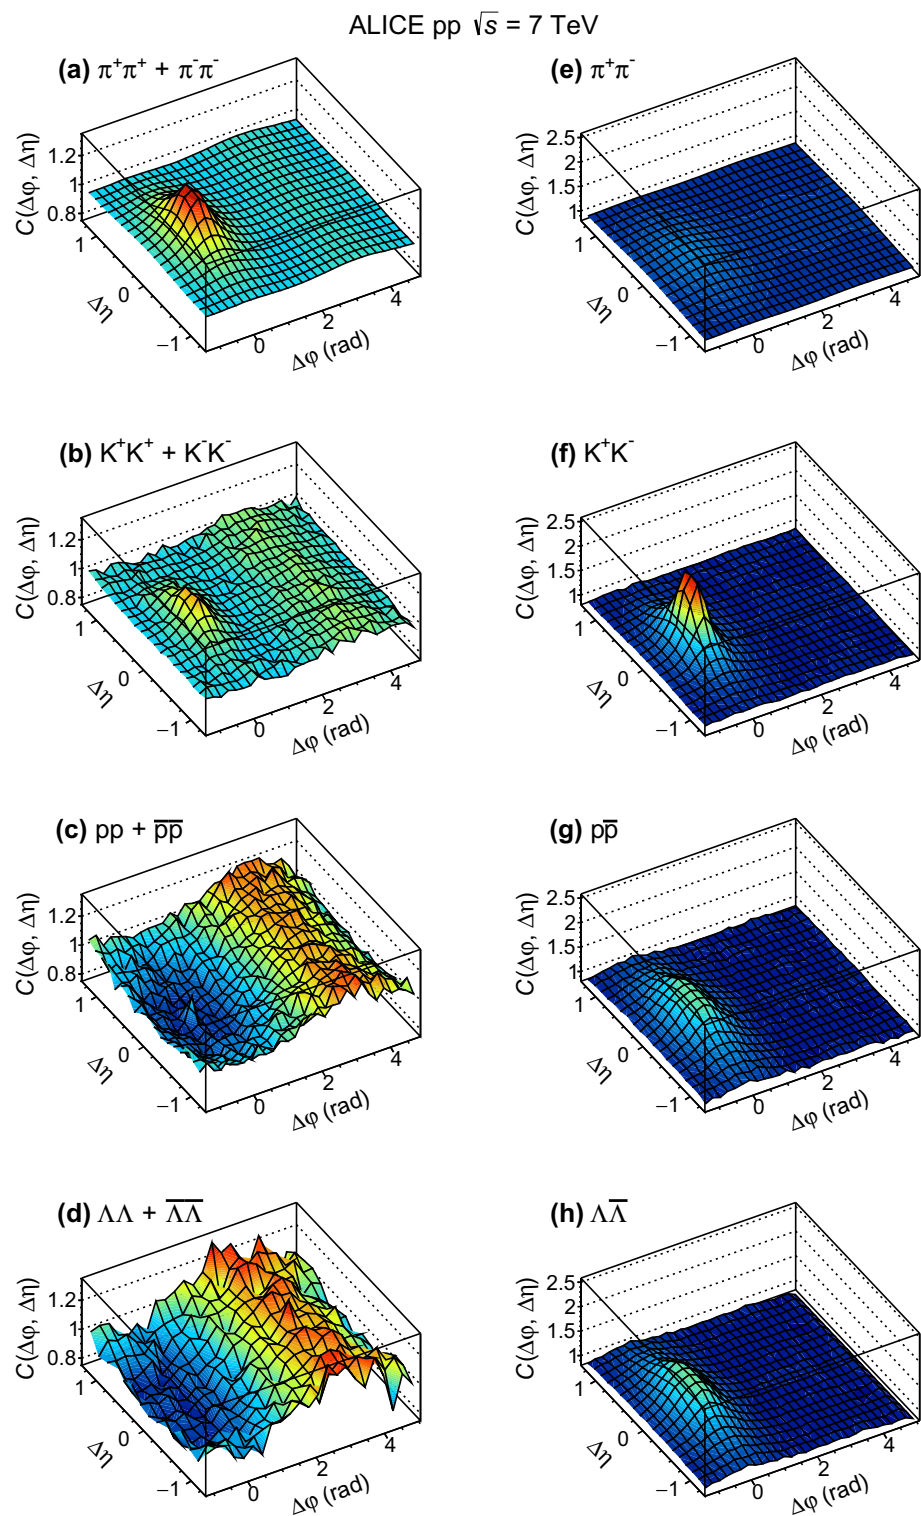 ALICE pp √s = 7 TeV
(a) π⁺π⁺ + π⁻π⁻
C(Δφ, Δη)
1.2
1
0.8
1
0
−1
Δη
0
2
4
Δφ (rad)
(e) π⁺π⁻
C(Δφ, Δη)
2.5
2
1.5
1
1
0
−1
Δη
0
2
4
Δφ (rad)
(b) K⁺K⁺ + K⁻K⁻
C(Δφ, Δη)
1.2
1
0.8
1
0
−1
Δη
0
2
4
Δφ (rad)
(f) K⁺K⁻
C(Δφ, Δη)
2.5
2
1.5
1
1
0
−1
Δη
0
2
4
Δφ (rad)
(c) pp + p̅p̅
C(Δφ, Δη)
1.2
1
0.8
1
0
−1
Δη
0
2
4
Δφ (rad)
(g) pp̅
C(Δφ, Δη)
2.5
2
1.5
1
1
0
−1
Δη
0
2
4
Δφ (rad)
(d) ΛΛ + Λ̅Λ̅
C(Δφ, Δη)
1.2
1
0.8
1
0
−1
Δη
0
2
4
Δφ (rad)
(h) ΛΛ̅
C(Δφ, Δη)
2.5
2
1.5
1
1
0
−1
Δη
0
2
4
Δφ (rad)